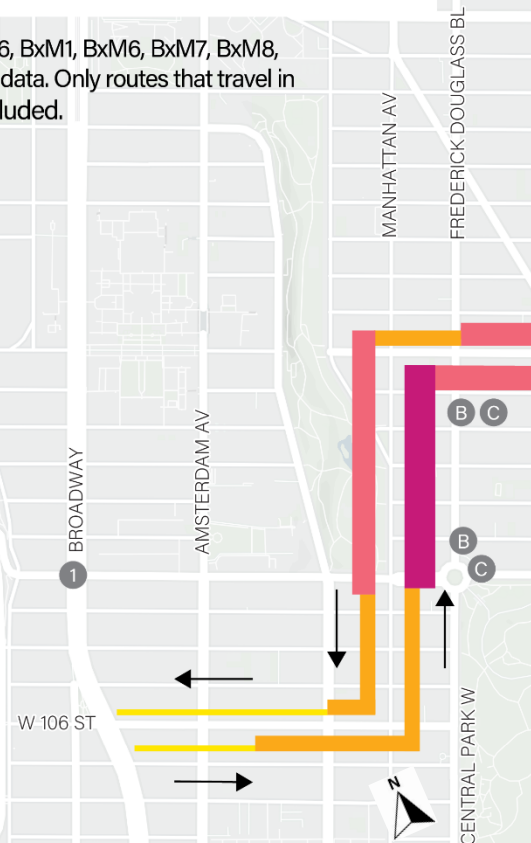 6, BxM1, BxM6, BxM7, BxM8,
data. Only routes that travel in
luded.
MANHATTAN AV
FREDERICK DOUGLASS BL
B C
AMSTERDAM AV
BROADWAY
B
C
1
W 106 ST
CENTRAL PARK W
N